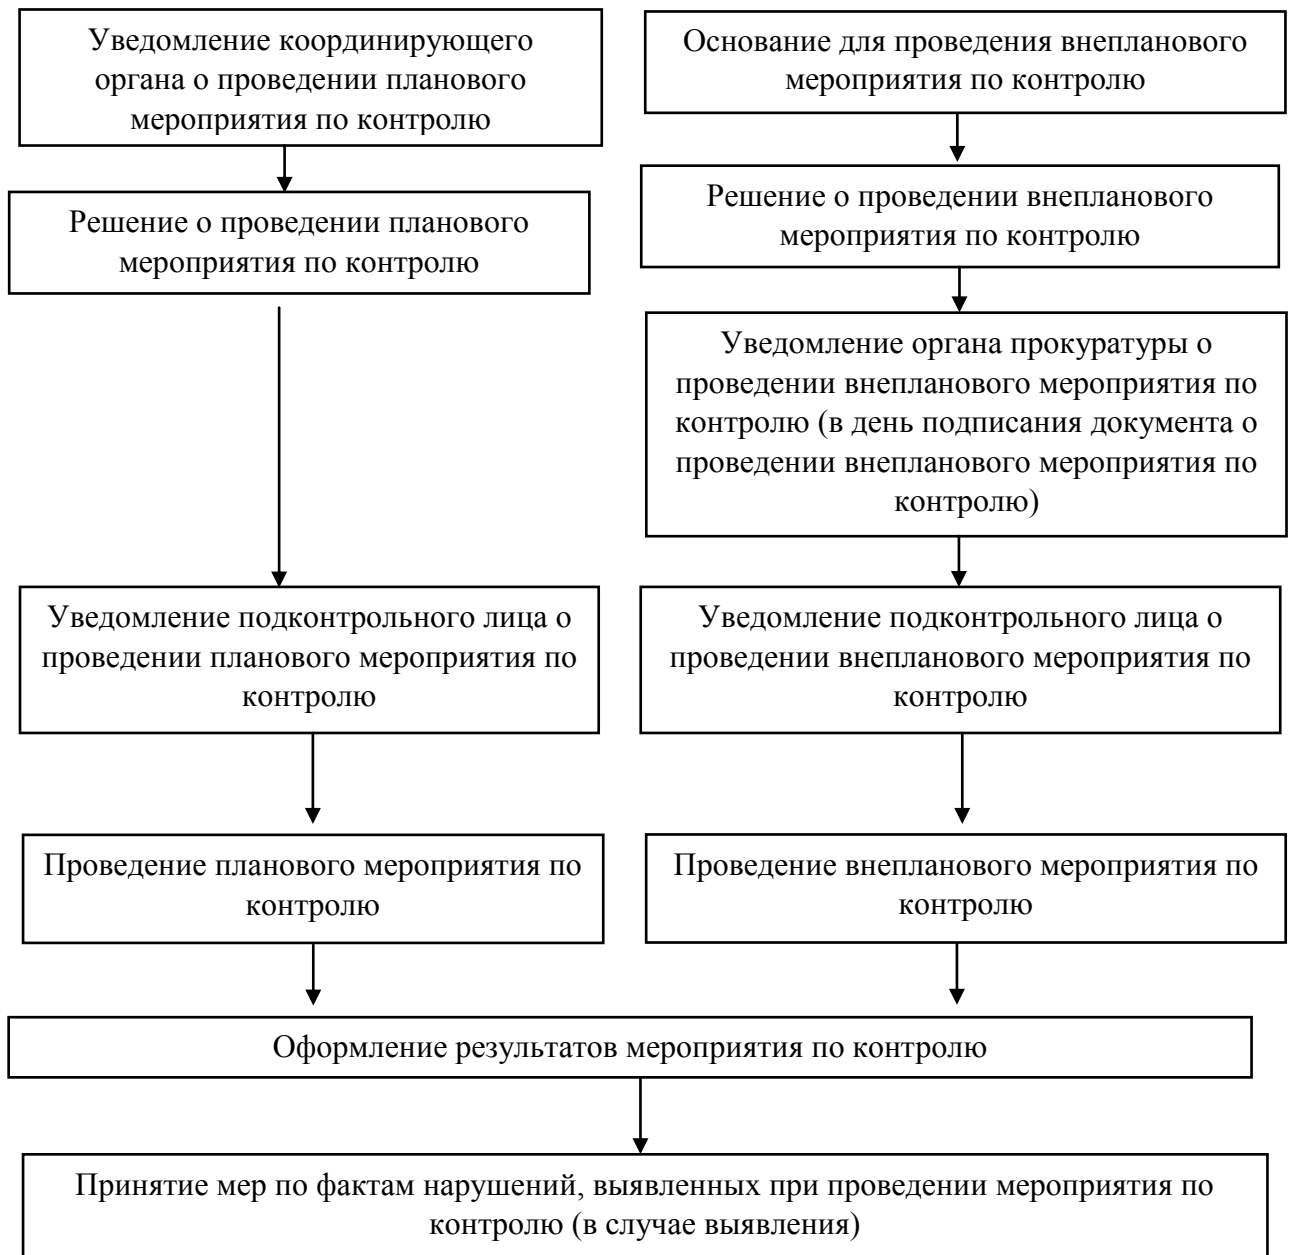 Уведомление координирующего
органа о проведении планового
мероприятия по контролю
Решение о проведении планового
мероприятия по контролю
Уведомление подконтрольного лица о
проведении планового мероприятия по
контролю
Проведение планового мероприятия по
контролю
Основание для проведения внепланового
мероприятия по контролю
Решение о проведении внепланового
мероприятия по контролю
Уведомление органа прокуратуры о
проведении внепланового мероприятия по
контролю (в день подписания документа о
проведении внепланового мероприятия по
контролю)
Уведомление подконтрольного лица о
проведении внепланового мероприятия по
контролю
Проведение внепланового мероприятия по
контролю
Оформление результатов мероприятия по контролю
Принятие мер по фактам нарушений, выявленных при проведении мероприятия по
контролю (в случае выявления)